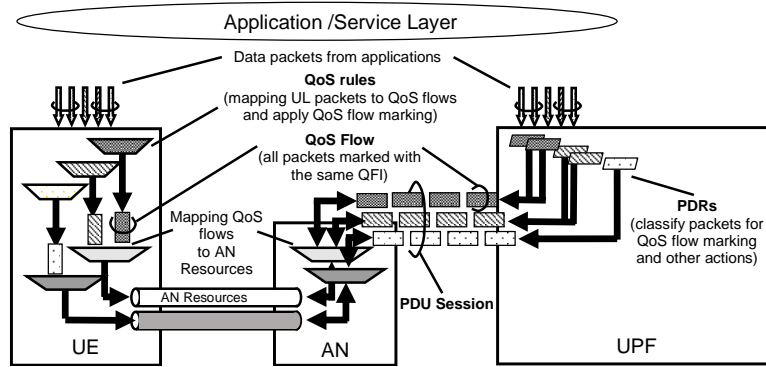 Application /Service Layer
Data packets from applications
QoS rules
(mapping UL packets to QoS flows
and apply QoS flow marking)
QoS Flow
(all packets marked with
the same QFI)
PDRs
(classify packets for
QoS flow marking
and other actions)
Mapping QoS
flows
to AN
Resources
AN Resources
PDU Session
UE
AN
UPF